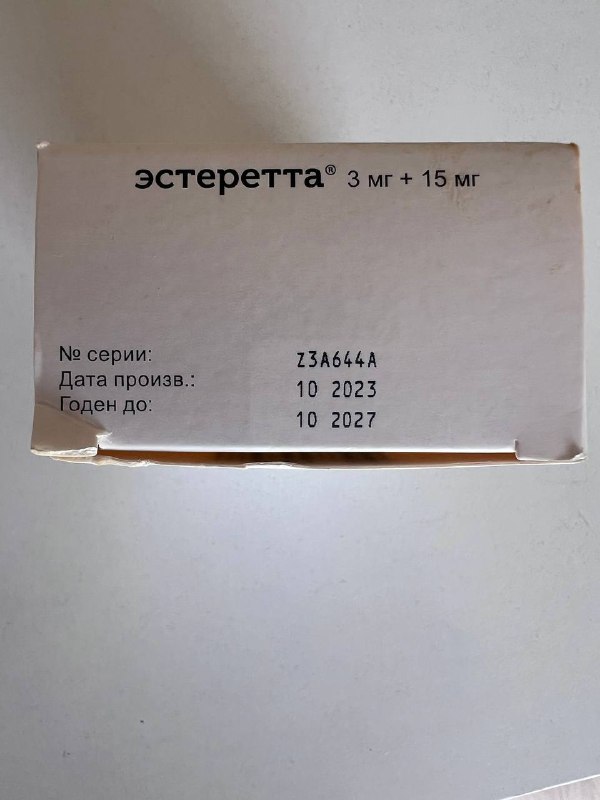 эстеретта® 3 мг + 15 мг
№ серии: Z3A644A
Дата произв.: 10 2023
Годен до: 10 2027